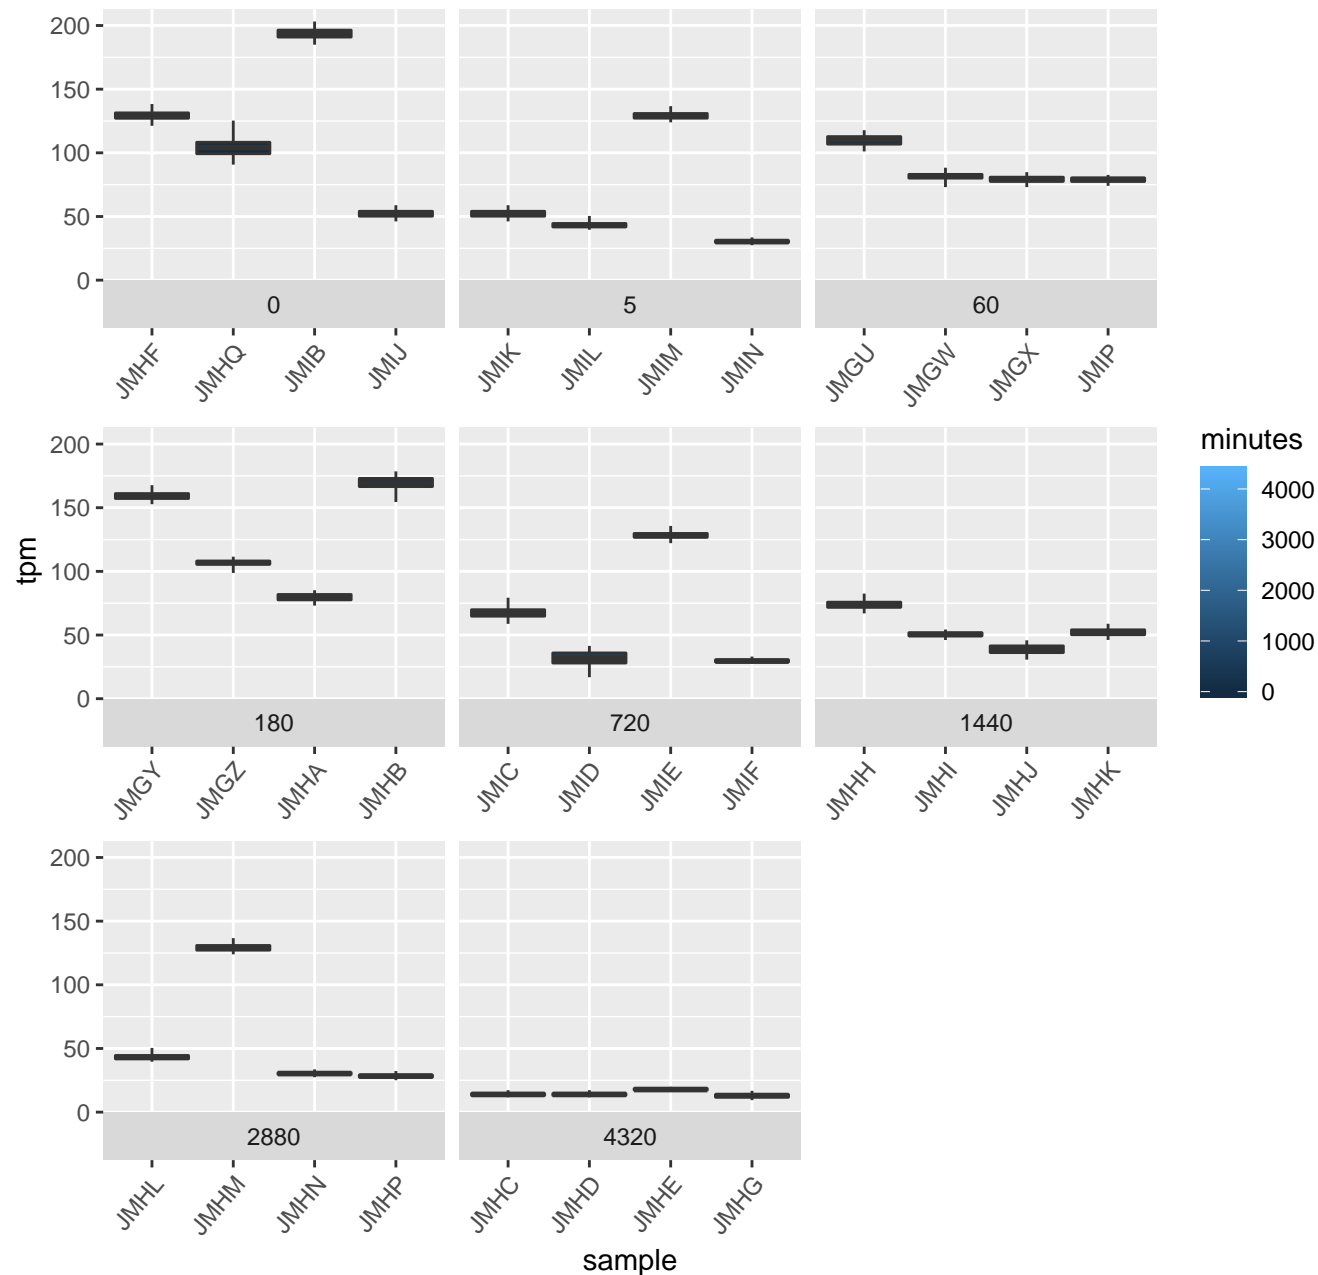 tpm
200
150
100
50
0
0
5
60
JMHF
JMHQ
JMIB
JMIJ
JMIK
JMIL
JMIM
JMIN
JMGU
JMGW
JMGX
JMIP
200
150
100
50
0
180
720
1440
JMGY
JMGZ
JMHA
JMHB
JMIC
JMID
JMIE
JMIF
JMHH
JMHI
JMHJ
JMHK
200
150
100
50
0
2880
4320
JMHL
JMHM
JMHN
JMHP
JMHC
JMHD
JMHE
JMHG
sample
minutes
4000
3000
2000
1000
0